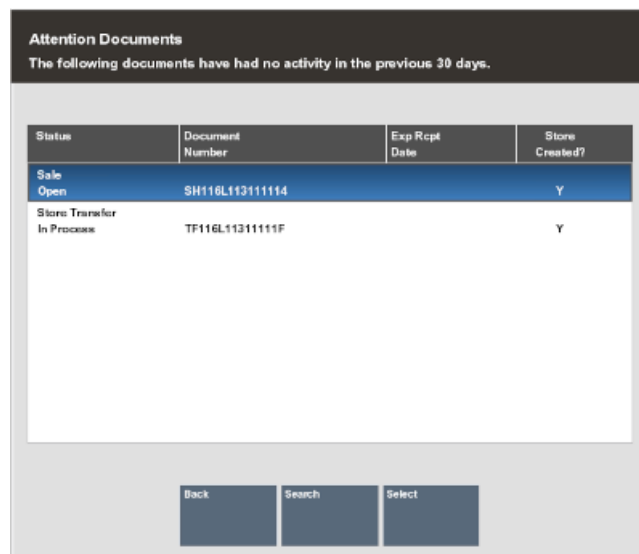 Attention Documents
The following documents have had no activity in the previous 30 days.
Status Document Number Exp Rcpt Date Store Created?
Sale
Open SH116L113111114 Y
Store Transfer
In Process TF116L11311111F Y
Back Search Select